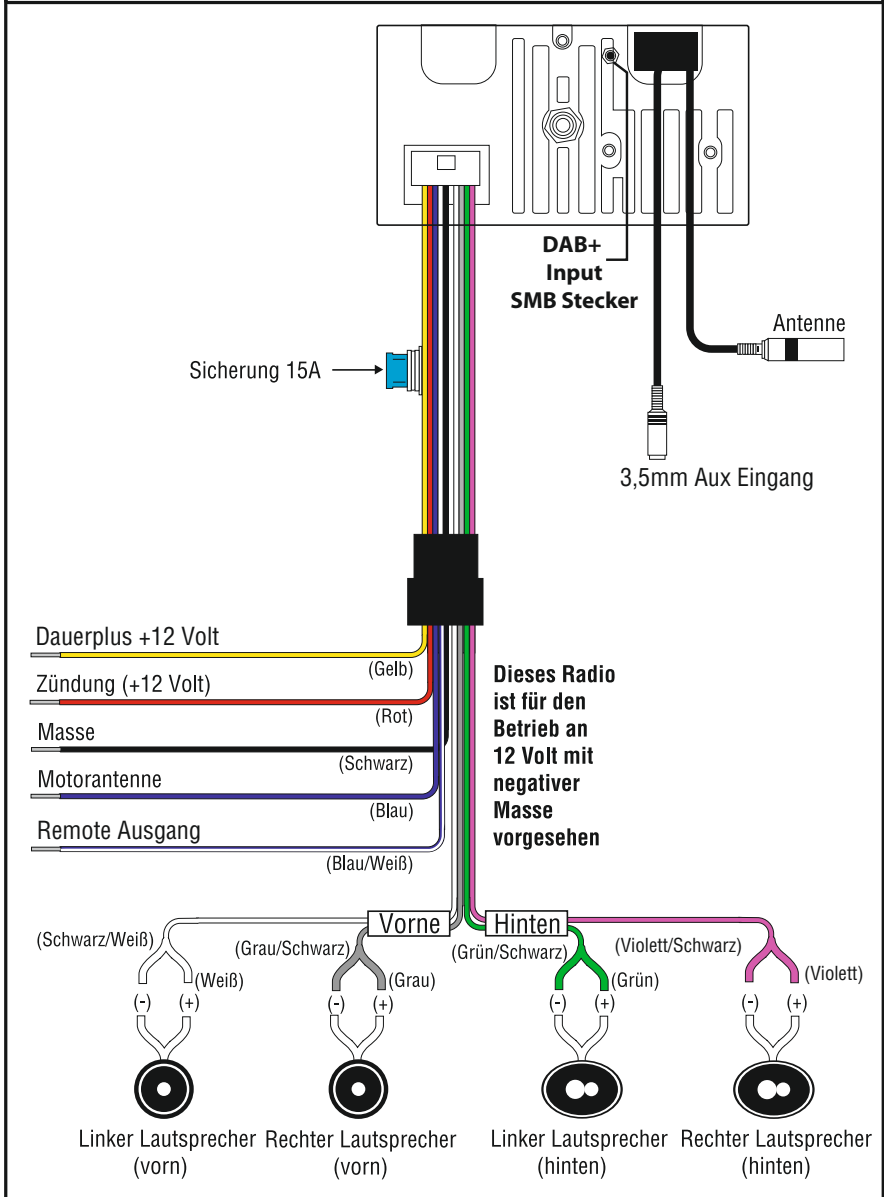 DAB+
Input
SMB Stecker
Antenne
Sicherung 15A
3,5mm Aux Eingang
Dauerplus +12 Volt
(Gelb)
Zündung (+12 Volt)
(Rot)
Masse
(Schwarz)
Motorantenne
(Blau)
Remote Ausgang
(Blau/Weiß)
Dieses Radio
ist für den
Betrieb an
12 Volt mit
negativer
Masse
vorgesehen
Vorne
Hinten
(Schwarz/Weiß)
(Weiß)
(Grau/Schwarz)
(Grau)
(Grün/Schwarz)
(Grün)
(Violett/Schwarz)
(Violett)
(-) (+)
(-) (+)
(-) (+)
(-) (+)
Linker Lautsprecher
(vorn)
Rechter Lautsprecher
(vorn)
Linker Lautsprecher
(hinten)
Rechter Lautsprecher
(hinten)